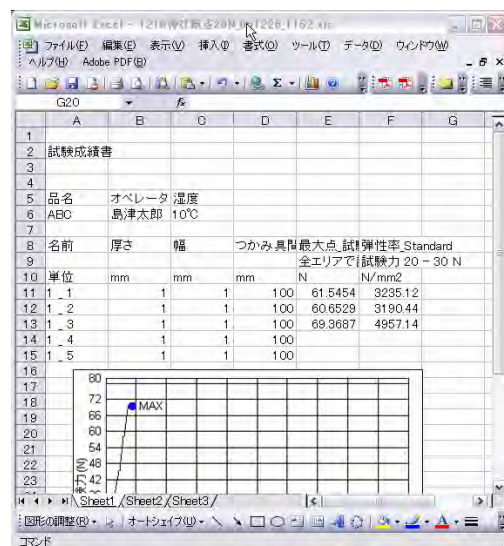 Microsoft Excel -
ファイル(F) 編集(E) 表示(V) 挿入(I) 書式(O) ツール(T) データ(D) ウィンドウ(W)
ヘルプ(H) Adobe PDF(B)
G20 fx
A B C D E F G
1
2 試験成績書
3
4
5 品名 オペレータ 湿度
6 ABC 島津太郎 10℃
7
8 名前 厚さ 幅 つかみ具間 最大点_試 弾性率_Standard
9 全エリアで 試験力 20 - 30 N
10 単位 mm mm mm N N/mm2
11 1 _ 1 1 1 100 61.5454 3235.12
12 1 _ 2 1 1 100 60.6529 3190.44
13 1 _ 3 1 1 100 69.3687 4957.14
14 1 _ 4 1 1 100
15 1 _ 5 1 1 100
16
17 80
18 72 MAX
19 66
20 60
21 54
22 48
23 42
(N)
Sheet1 / Sheet2 / Sheet3 /
図形の調整(R) オートシェイプ(U)
コマンド